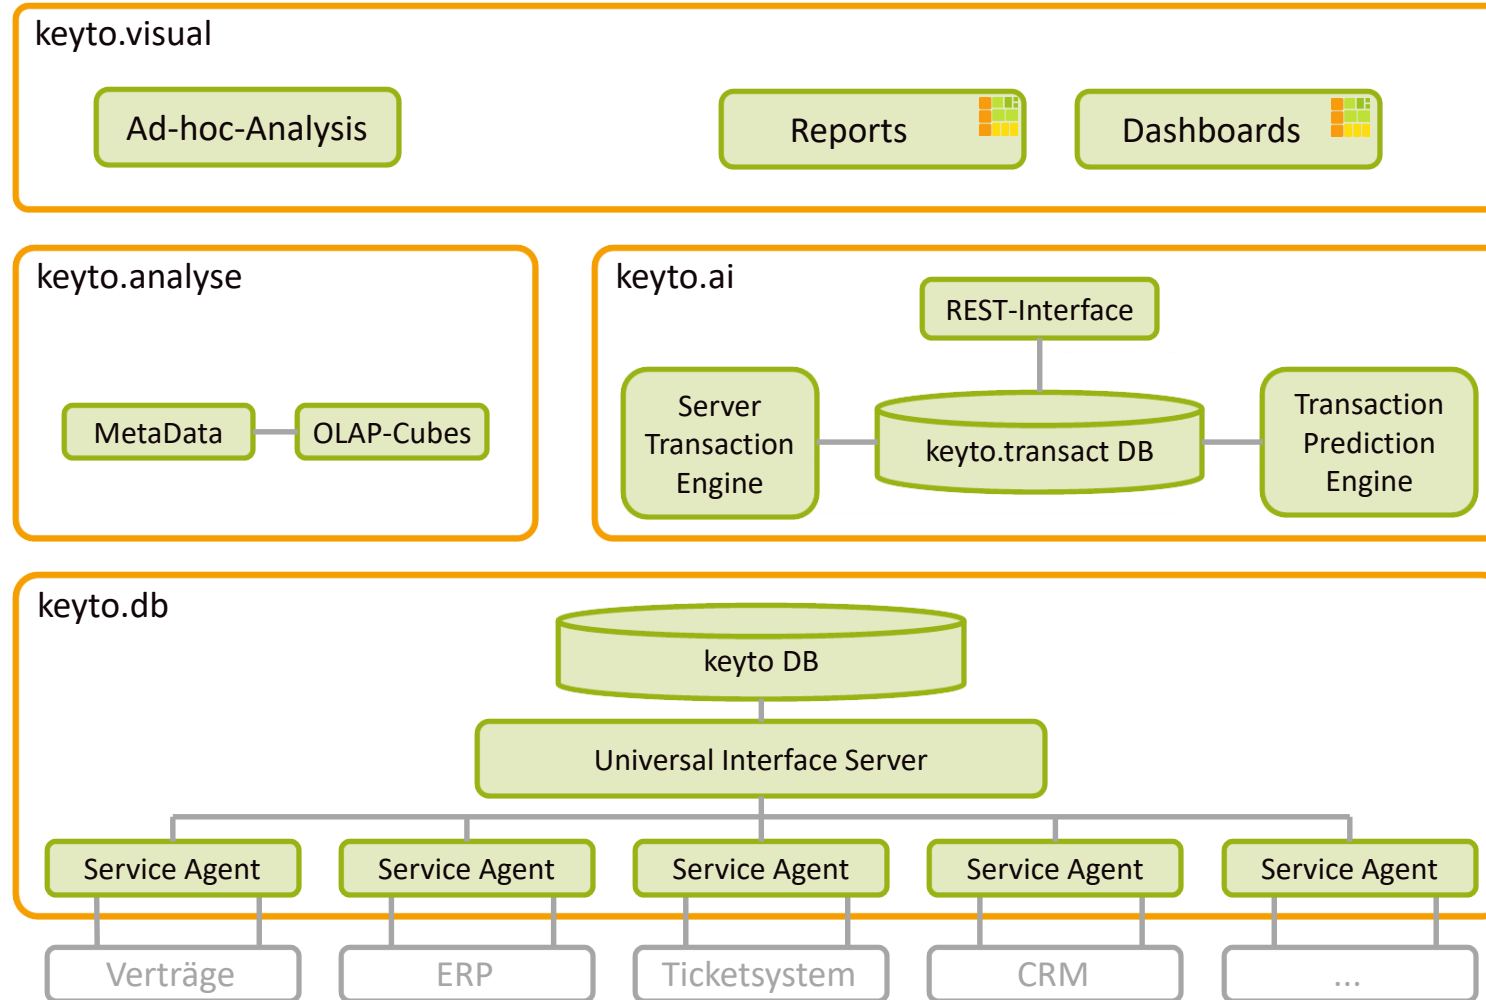 keyto.visual
Ad-hoc-Analysis
Reports
Dashboards
keyto.analyse
MetaData
OLAP-Cubes
keyto.ai
REST-Interface
Server
Transaction
Engine
keyto.transact DB
Transaction
Prediction
Engine
keyto.db
keyto DB
Universal Interface Server
Service Agent
Service Agent
Service Agent
Service Agent
Service Agent
Verträge
ERP
Ticketsystem
CRM
...